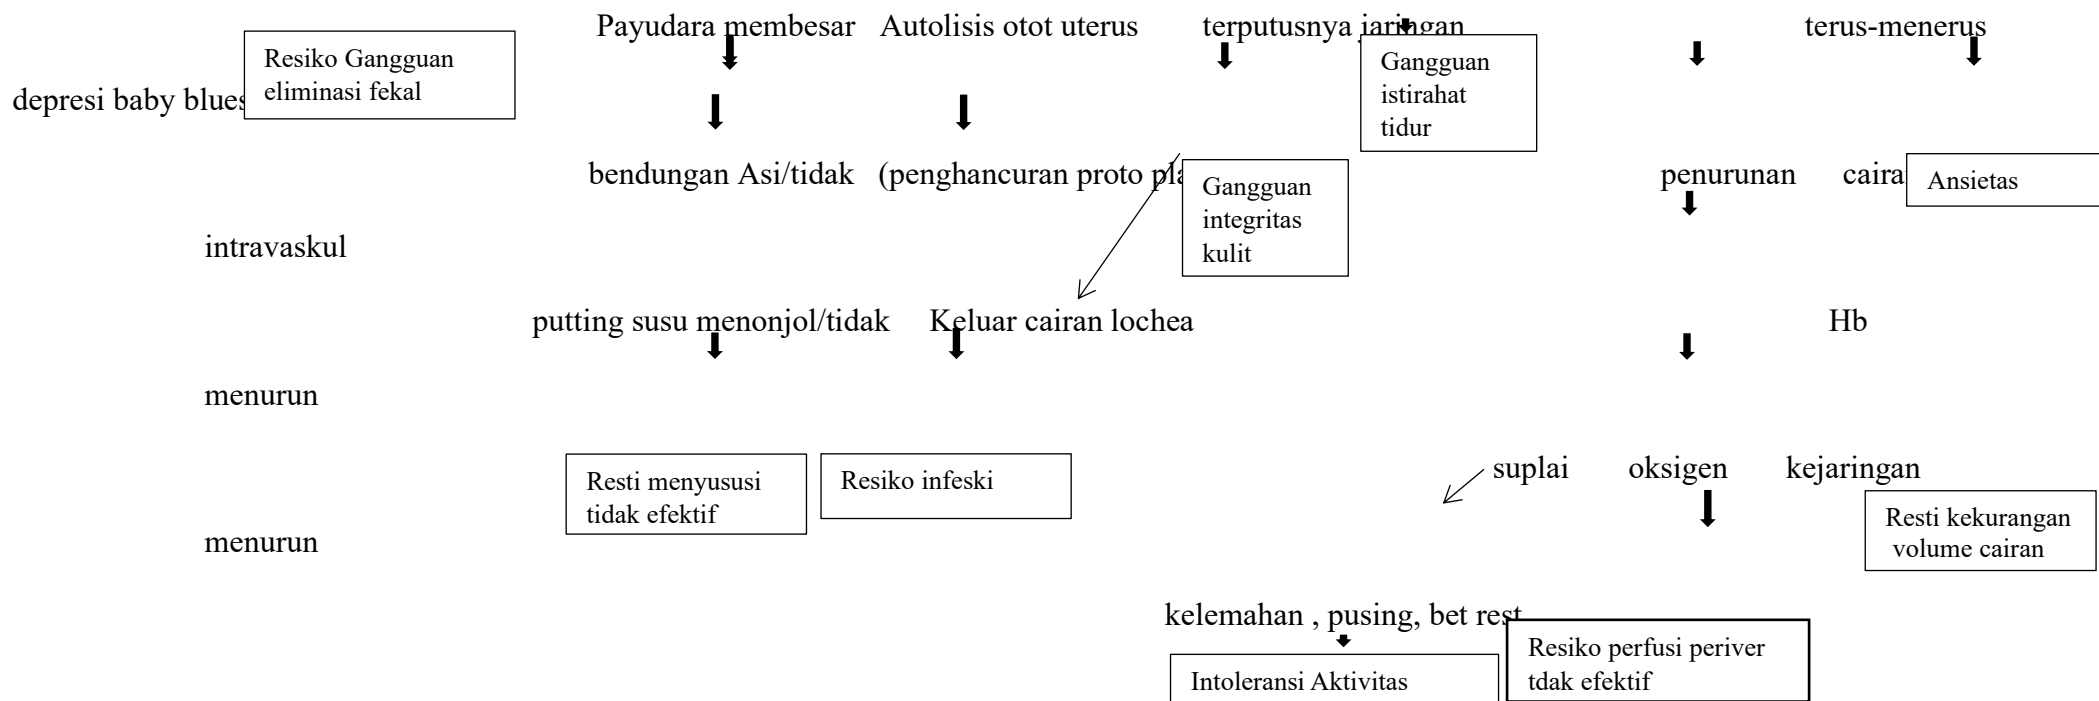 Payudara membesar Autolisis otot uterus terputusnya jaringan terus-menerus
Resiko Gangguan
eliminasi fekal
Gangguan
istirahat
tidur
depresi baby blues
bendungan Asi/tidak (penghancuran proto pla penurunan cairan
Gangguan
integritas
kulit
Ansietas
intravaskul
putting susu menonjol/tidak Keluar cairan lochea Hb
menurun
suplai oksigen kejaringan
Resti menyususi
tidak efektif
Resiko infeski
Resti kekurangan
volume cairan
menurun
kelemahan , pusing, bet rest
Resiko perfusi periver
tdak efektif
Intoleransi Aktivitas